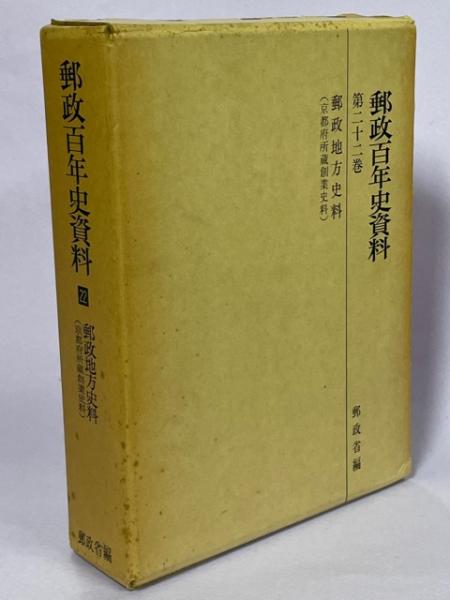 郵政百年史資料
第二十二巻
郵政地方史料
（京都府所蔵創業史料）
郵政省編
郵政百年史資料
22
郵政地方史料
（京都府所蔵創業史料）
郵政省編